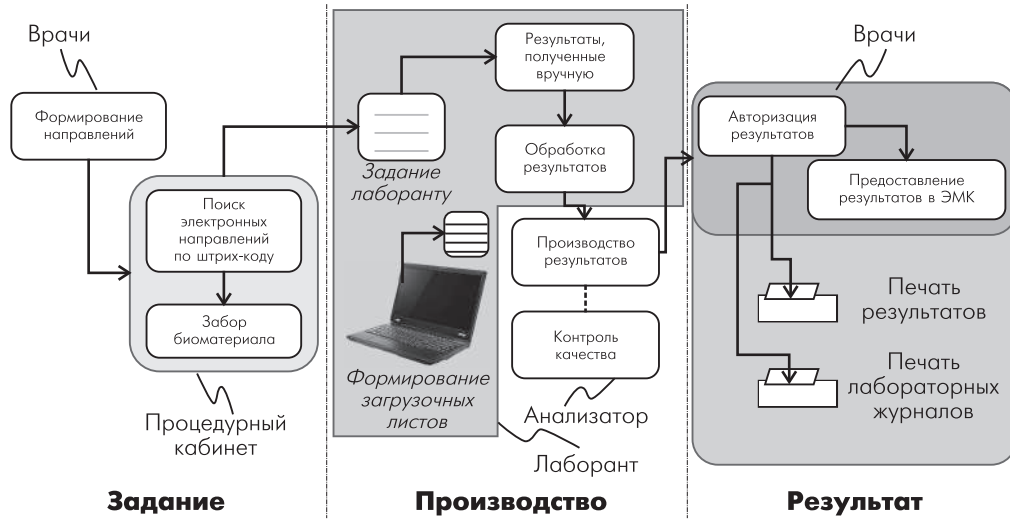 Врачи
Формирование
направлений
Поиск
электронных
направлений
по штрих-коду
Забор
биоматериала
Процедурный
кабинет
Задание
Результаты,
полученные
вручную
Задание
лаборанту
Обработка
результатов
Производство
результатов
Контроль
качества
Формирование
загрузочных
листов
Анализатор
Лаборант
Производство
Врачи
Авторизация
результатов
Предоставление
результатов в ЭМК
Печать
результатов
Печать
лабораторных
журналов
Результат